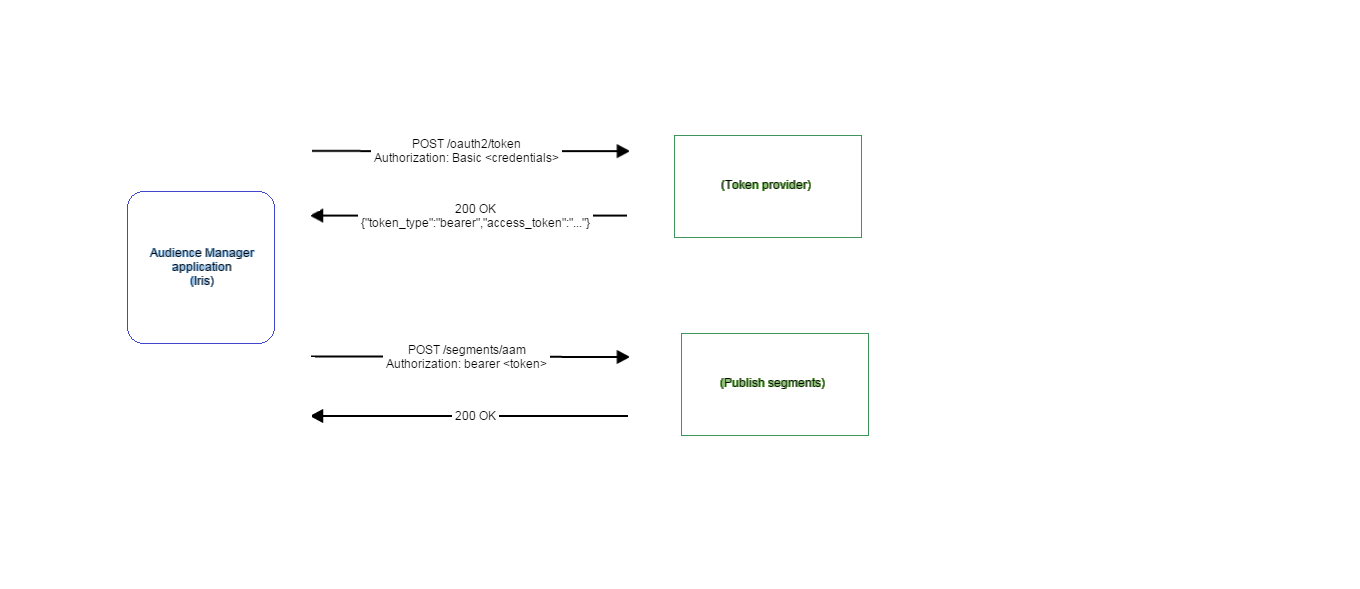 POST /oauth2/token
Authorization: Basic <credentials>
(Token provider)
200 OK
{"token_type":"bearer","access_token":"..."}
Audience Manager
application
(Iris)
POST /segments/aam
Authorization: bearer <token>
(Publish segments)
200 OK